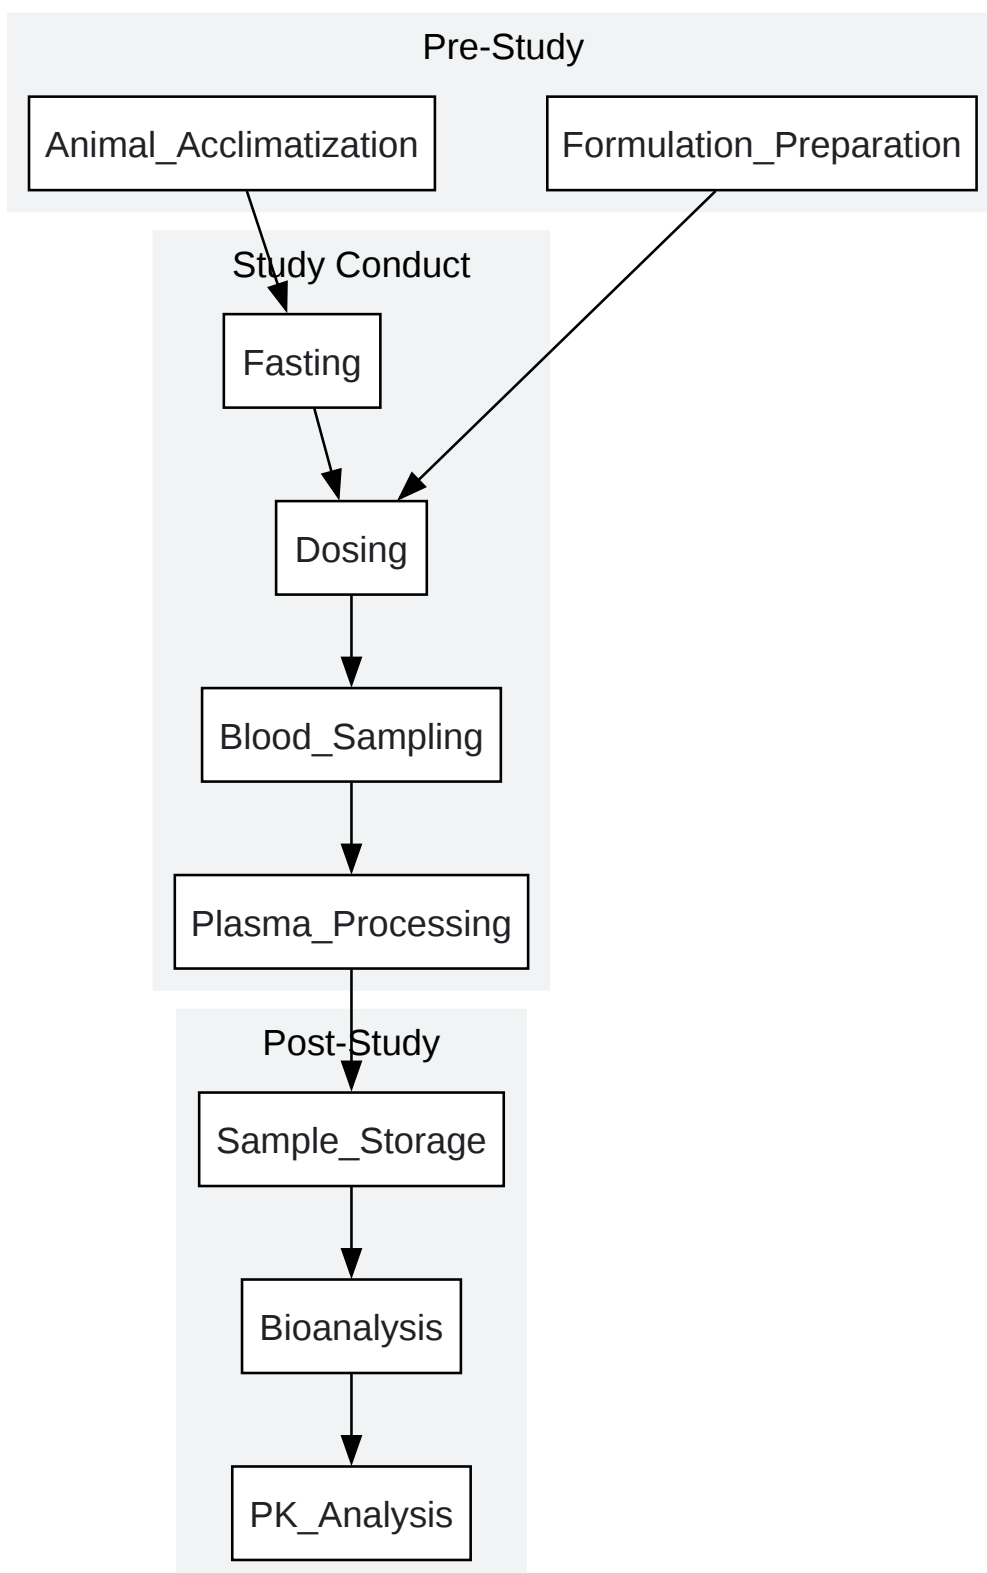 Pre-Study
Animal_Acclimatization
Formulation_Preparation
Study Conduct
Fasting
Dosing
Blood_Sampling
Plasma_Processing
Post-Study
Sample_Storage
Bioanalysis
PK_Analysis